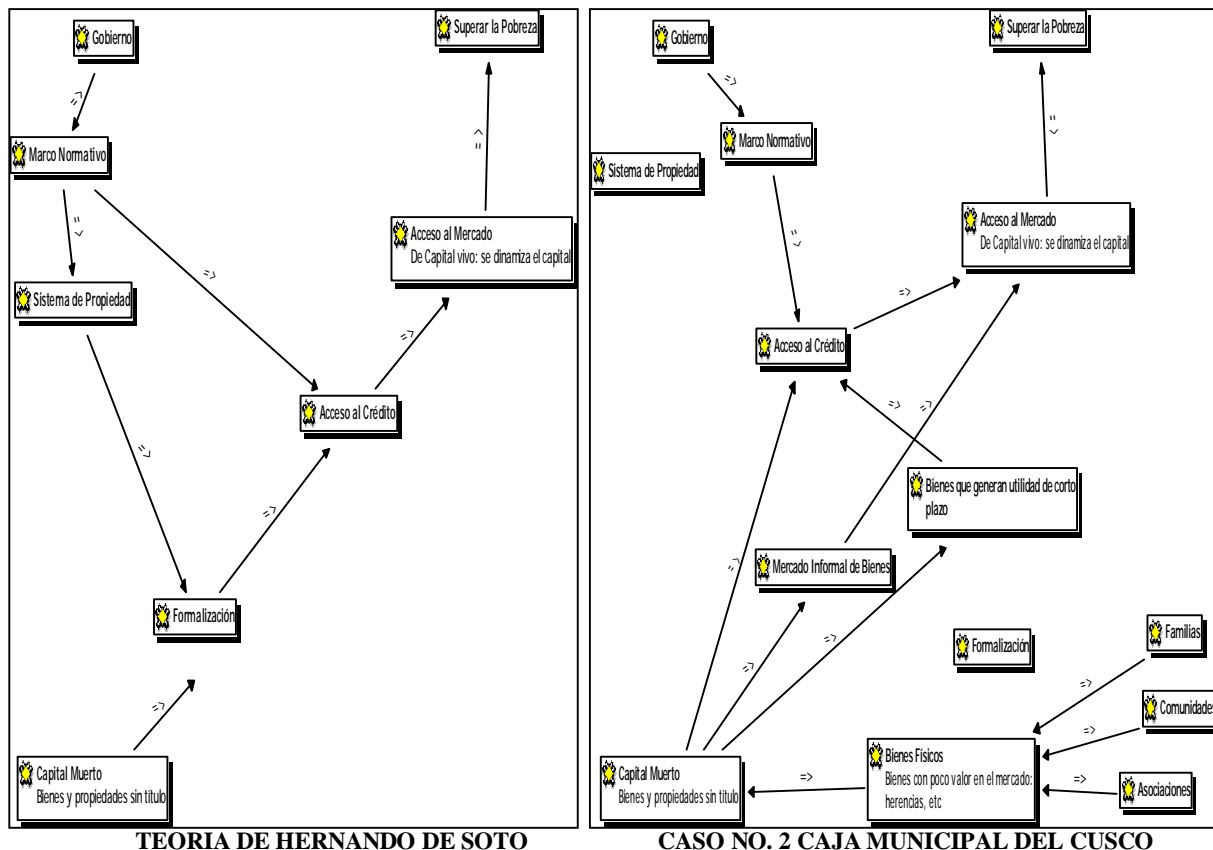 Gobierno
Superar la Pobreza
=>
=>
Marco Normativo
=>
=>
Acceso al Mercado
De Capital vivo: se dinamiza el capital
Sistema de Propiedad
=>
Acceso al Crédito
=>
=>
Formalización
=>
Capital Muerto
Bienes y propiedades sin título
TEORIA DE HERNANDO DE SOTO
Gobierno
Superar la Pobreza
=>
=>
Marco Normativo
Sistema de Propiedad
=>
Acceso al Mercado
De Capital vivo: se dinamiza el capital
=>
Acceso al Crédito
=>
=>
Bienes que generan utilidad de corto
plazo
=>
Mercado Informal de Bienes
=>
=>
Formalización
Familias
=>
Comunidades
=>
Bienes Físicos
Bienes con poco valor en el mercado:
herencias, etc
=>
Asociaciones
=>
Capital Muerto
Bienes y propiedades sin título
CASO NO. 2 CAJA MUNICIPAL DEL CUSCO